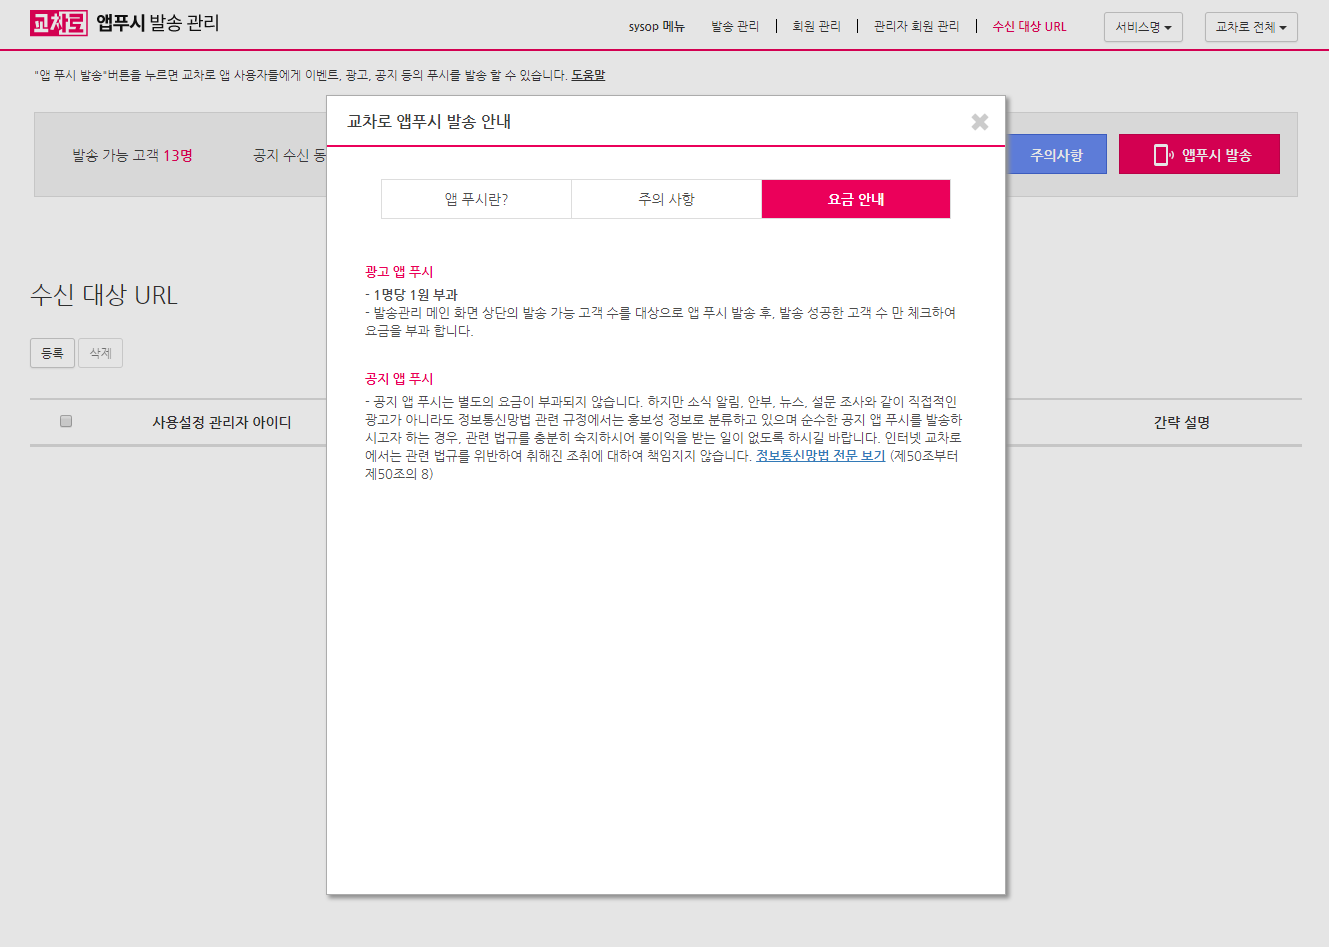 교차로 앱푸시 발송 관리
sysop 메뉴 발송 관리 회원 관리 관리자 회원 관리 수신 대상 URL 서비스명 교차로 전체
"앱 푸시 발송"버튼을 누르면 교차로 앱 사용자들에게 이벤트, 광고, 공지 등의 푸시를 발송 할 수 있습니다. 도움말
발송 가능 고객 13명 공지 수신 동
주의사항 앱푸시 발송
수신 대상 URL
등록 삭제
사용설정 관리자 아이디 간략 설명
교차로 앱푸시 발송 안내
앱 푸시란? 주의 사항 요금 안내
광고 앱 푸시
- 1명당 1원 부과
- 발송관리 메인 화면 상단의 발송 가능 고객 수를 대상으로 앱 푸시 발송 후, 발송 성공한 고객 수 만 체크하여
요금을 부과 합니다.
공지 앱 푸시
- 공지 앱 푸시는 별도의 요금이 부과되지 않습니다. 하지만 소식 알림, 안부, 뉴스, 설문 조사와 같이 직접적인
광고가 아니라도 정보통신망법 관련 규정에서는 홍보성 정보로 분류하고 있으며 순수한 공지 앱 푸시를 발송하
시고자 하는 경우, 관련 법규를 충분히 숙지하시어 불이익을 받는 일이 없도록 하시길 바랍니다. 인터넷 교차로
에서는 관련 법규를 위반하여 취해진 조취에 대하여 책임지지 않습니다. 정보통신망법 전문 보기 (제50조부터
제50조의 8)